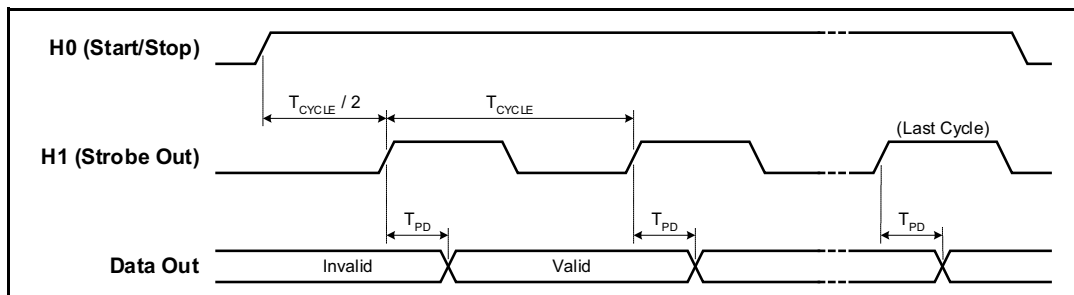 H0 (Start/Stop)
T_CYCLE / 2
T_CYCLE
(Last Cycle)
H1 (Strobe Out)
T_PD
T_PD
T_PD
Data Out
Invalid
Valid